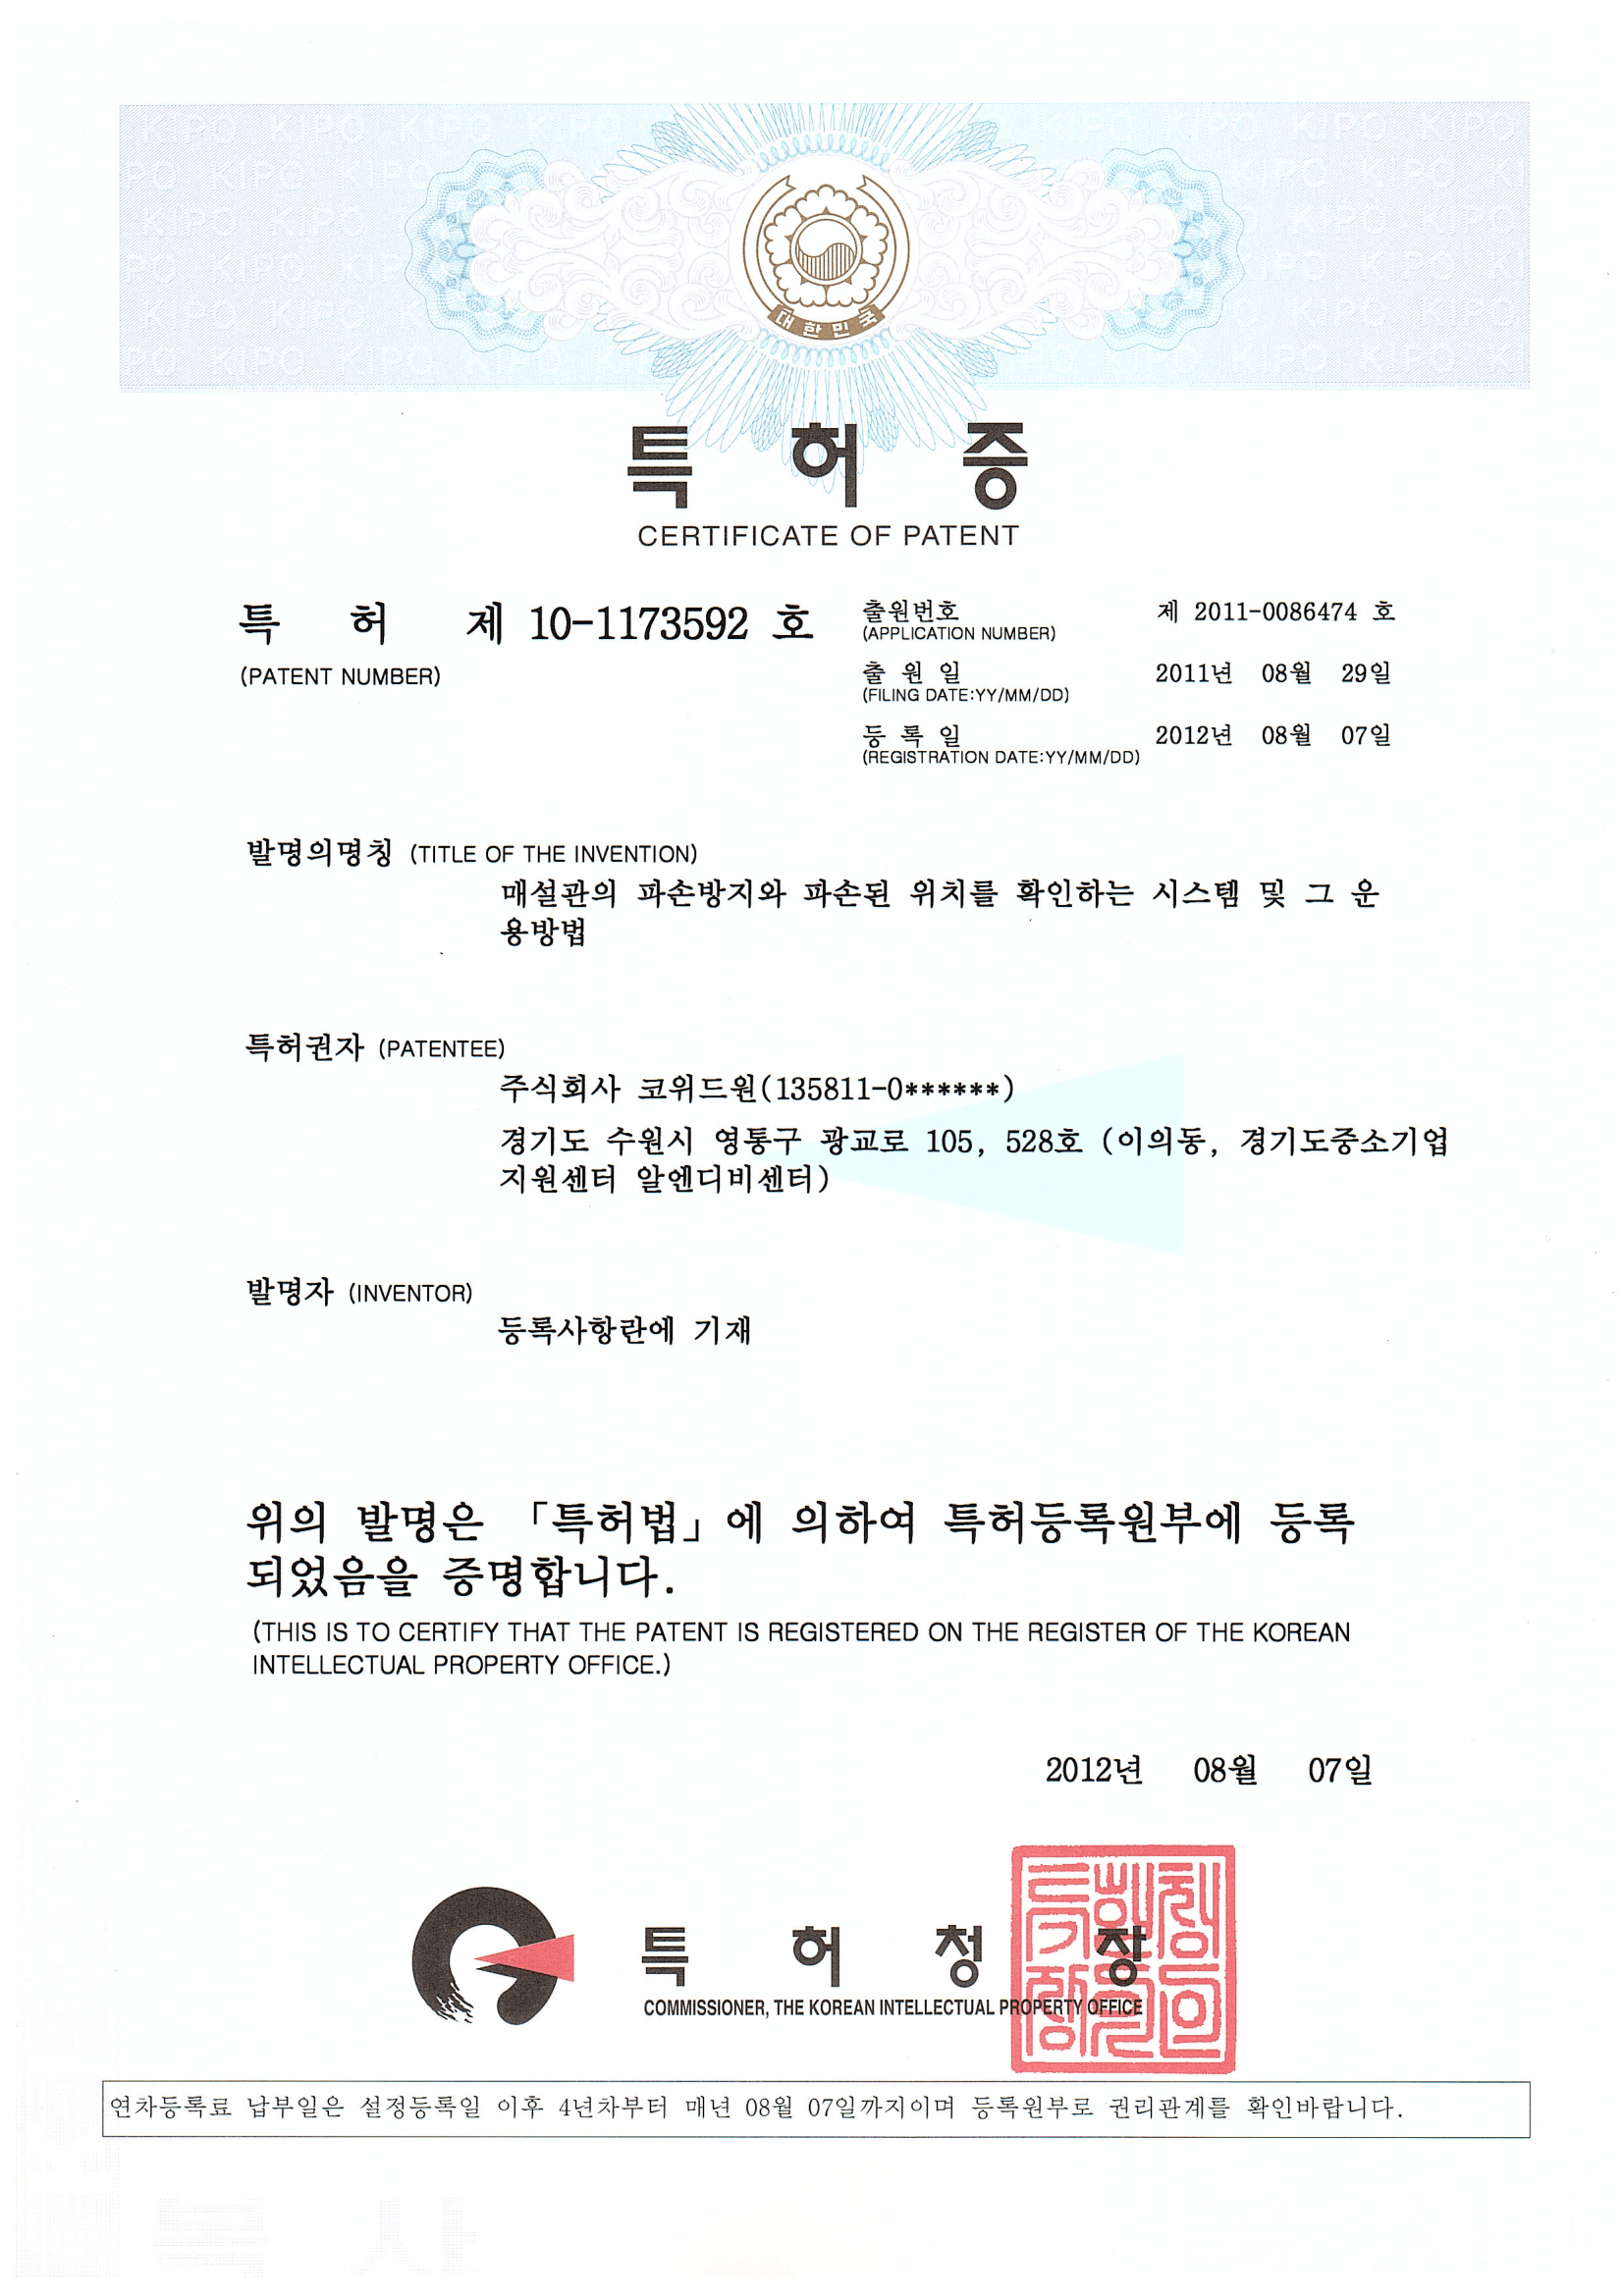 대한민국
특 허 증
CERTIFICATE OF PATENT
특 허 제 10-1173592 호
(PATENT NUMBER)
출원번호 제 2011-0086474 호
(APPLICATION NUMBER)
출 원 일 2011년 08월 29일
(FILING DATE:YY/MM/DD)
등 록 일 2012년 08월 07일
(REGISTRATION DATE:YY/MM/DD)
발명의명칭 (TITLE OF THE INVENTION)
매설관의 파손방지와 파손된 위치를 확인하는 시스템 및 그 운
용방법
특허권자 (PATENTEE)
주식회사 코위드원(135811-0******)
경기도 수원시 영통구 광교로 105, 528호 (이의동, 경기도중소기업
지원센터 알엔디비센터)
발명자 (INVENTOR)
등록사항란에 기재
위의 발명은 「특허법」에 의하여 특허등록원부에 등록
되었음을 증명합니다.
(THIS IS TO CERTIFY THAT THE PATENT IS REGISTERED ON THE REGISTER OF THE KOREAN
INTELLECTUAL PROPERTY OFFICE.)
2012년 08월 07일
특 허 청 장
COMMISSIONER, THE KOREAN INTELLECTUAL PROPERTY OFFICE
연차등록료 납부일은 설정등록일 이후 4년차부터 매년 08월 07일까지이며 등록원부로 권리관계를 확인바랍니다.